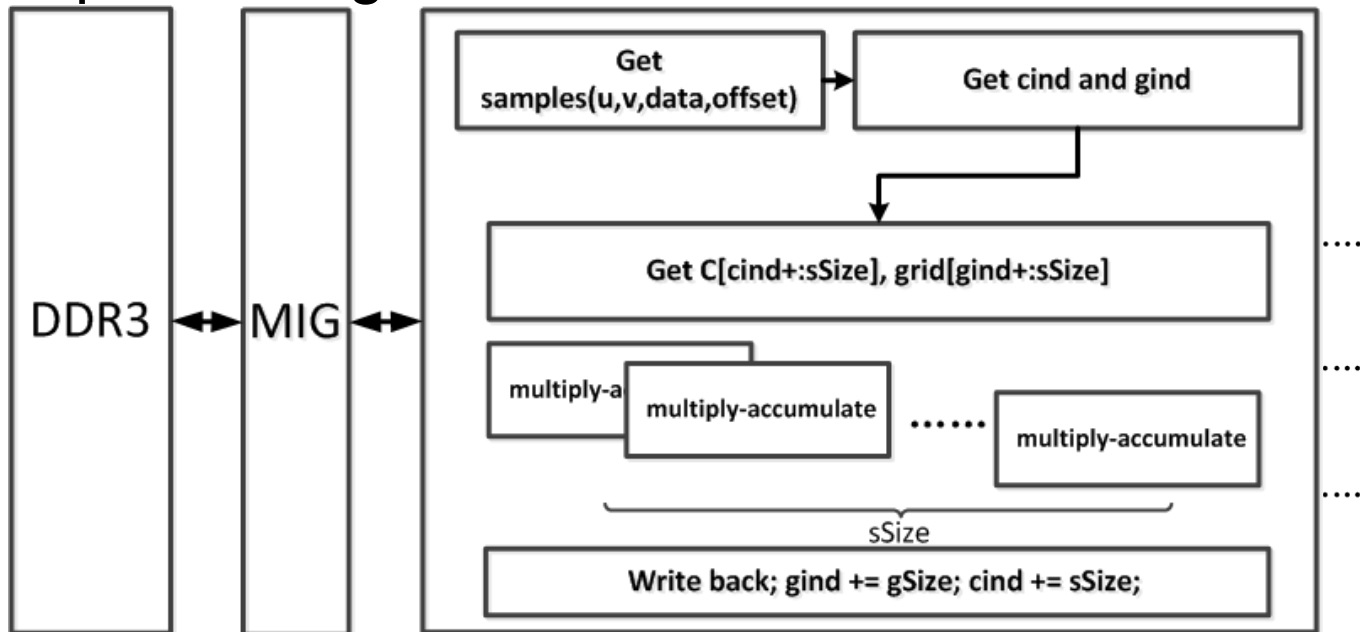 DDR3
MIG
Get
samples(u,v,data,offset)
Get cind and gind
Get C[cind+:sSize], grid[gind+:sSize]
multiply-a
multiply-accumulate
......
multiply-accumulate
sSize
Write back; gind += gSize; cind += sSize;
....
....
....